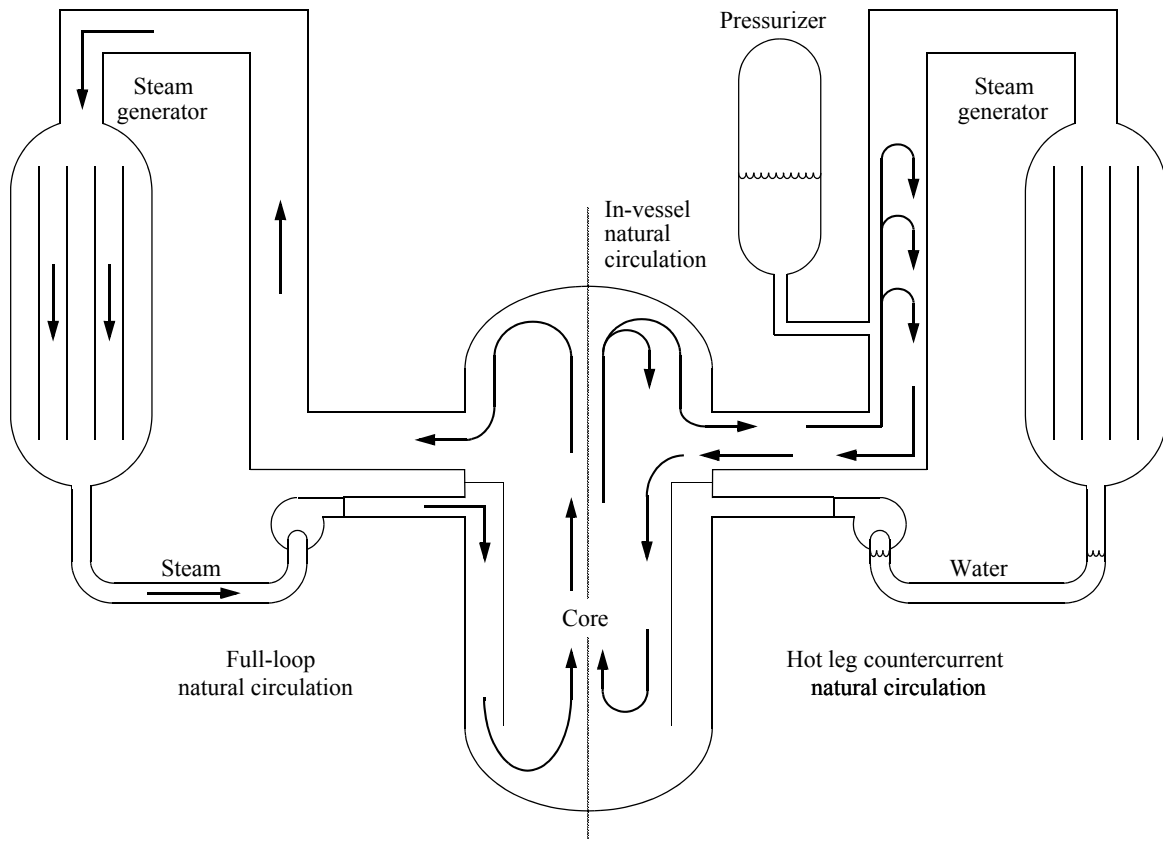 Pressurizer
Steam
generator
Steam
generator
In-vessel
natural
circulation
Steam
Water
Core
Full-loop
natural circulation
Hot leg countercurrent
natural circulation